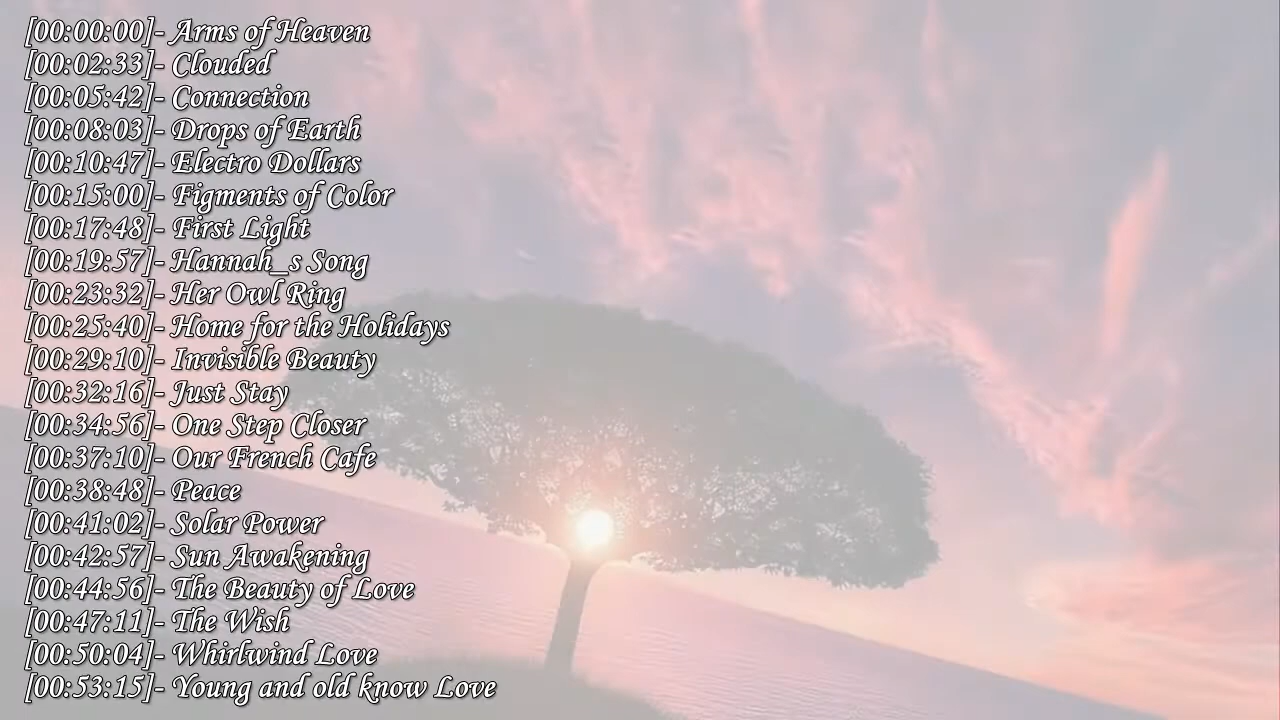 [00:00:00]- Arms of Heaven
[00:02:33]- Clouded
[00:05:42]- Connection
[00:08:03]- Drops of Earth
[00:10:47]- Electro Dollars
[00:15:00]- Figments of Color
[00:17:48]- First Light
[00:19:57]- Hannah_s Song
[00:23:32]- Her Owl Ring
[00:25:40]- Home for the Holidays
[00:29:10]- Invisible Beauty
[00:32:16]- Just Stay
[00:34:56]- One Step Closer
[00:37:10]- Our French Cafe
[00:38:48]- Peace
[00:41:02]- Solar Power
[00:42:57]- Sun Awakening
[00:44:56]- The Beauty of Love
[00:47:11]- The Wish
[00:50:04]- Whirlwind Love
[00:53:15]- Young and old know Love